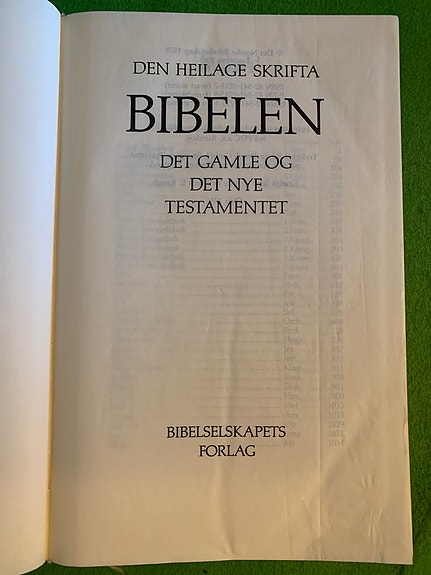 DEN HEILAGE SKRIFTA
BIBELEN
DET GAMLE OG
DET NYE
TESTAMENTET
BIBELSELSKAPETS
FORLAG